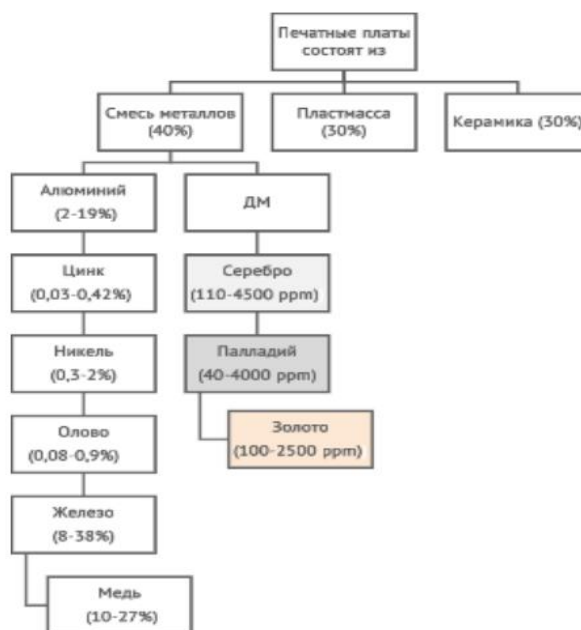 Печатные платы
состоят из
Смесь металлов
(40%)
Пластмасса
(30%)
Керамика (30%)
Алюминий
(2-19%)
ДМ
Цинк
(0,03-0,42%)
Серебро
(110-4500 ppm)
Никель
(0,3-2%)
Палладий
(40-4000 ppm)
Олово
(0,08-0,9%)
Золото
(100-2500 ppm)
Железо
(8-38%)
Медь
(10-27%)